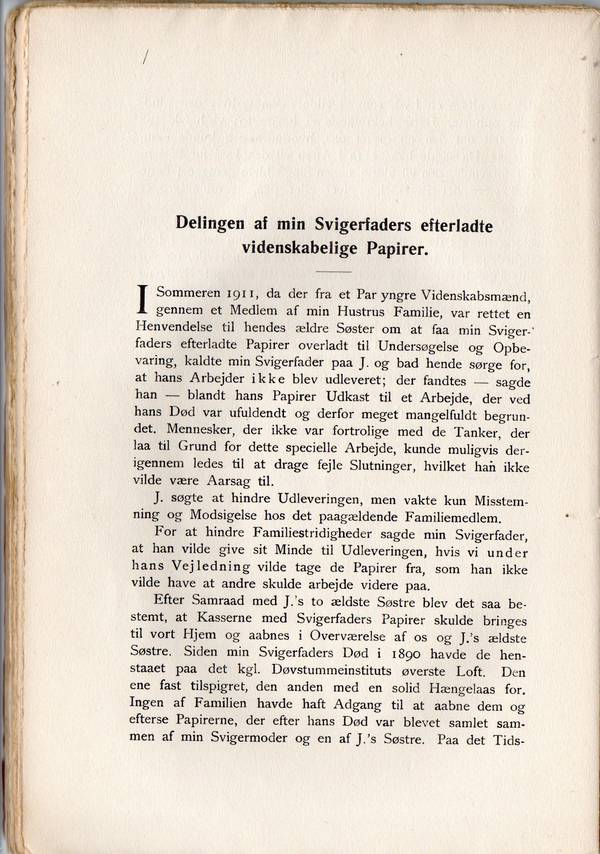 Delingen af min Svigerfaders efterladte
videnskabelige Papirer.
I Sommeren 1911, da der fra et Par yngre Videnskabsmænd,
gennem et Medlem af min Hustrus Familie, var rettet en
Henvendelse til hendes ældre Søster om at faa min Sviger-
faders efterladte Papirer overladt til Undersøgelse og Opbe-
varing, kaldte min Svigerfader paa J. og bad hende sørge for,
at hans Arbejder ikke blev udleveret; der fandtes — sagde
han — blandt hans Papirer Udkast til et Arbejde, der ved
hans Død var ufuldendt og derfor meget mangelfuldt begrun-
det. Mennesker, der ikke var fortrolige med de Tanker, der
laa til Grund for dette specielle Arbejde, kunde muligvis der-
igennem ledes til at drage fejle Slutninger, hvilket han ikke
vilde være Aarsag til.
J. søgte at hindre Udleveringen, men vakte kun Misstem-
ning og Modsigelse hos det paagældende Familiemedlem.
For at hindre Familiestridigheder sagde min Svigerfader,
at han vilde give sit Minde til Udleveringen, hvis vi under
hans Vejledning vilde tage de Papirer fra, som han ikke
vilde have at andre skulde arbejde videre paa.
Efter Samraad med J.'s to ældste Søstre blev det saa be-
stemt, at Kasserne med Svigerfaders Papirer skulde bringes
til vort Hjem og aabnes i Overværelse af os og J.'s ældste
Søstre. Siden min Svigerfaders Død i 1890 havde de hen-
staaet paa det kgl. Døvstummeinstituts øverste Loft. Den
ene fast tilspigret, den anden med en solid Hængelaas for.
Ingen af Familien havde haft Adgang til at aabne dem og
efterse Papirerne, der efter hans Død var blevet samlet sam-
men af min Svigermoder og en af J.'s Søstre. Paa det Tids-